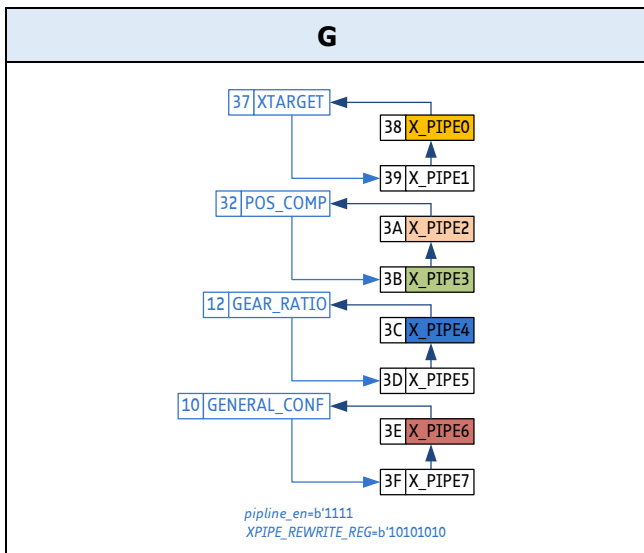 G
37 XTARGET
38 X_PIPE0
39 X_PIPE1
32 POS_COMP
3A X_PIPE2
3B X_PIPE3
12 GEAR_RATIO
3C X_PIPE4
3D X_PIPE5
10 GENERAL_CONF
3E X_PIPE6
3F X_PIPE7
pipline_en=b'1111
XPIPE_REWRITE_REG=b'10101010